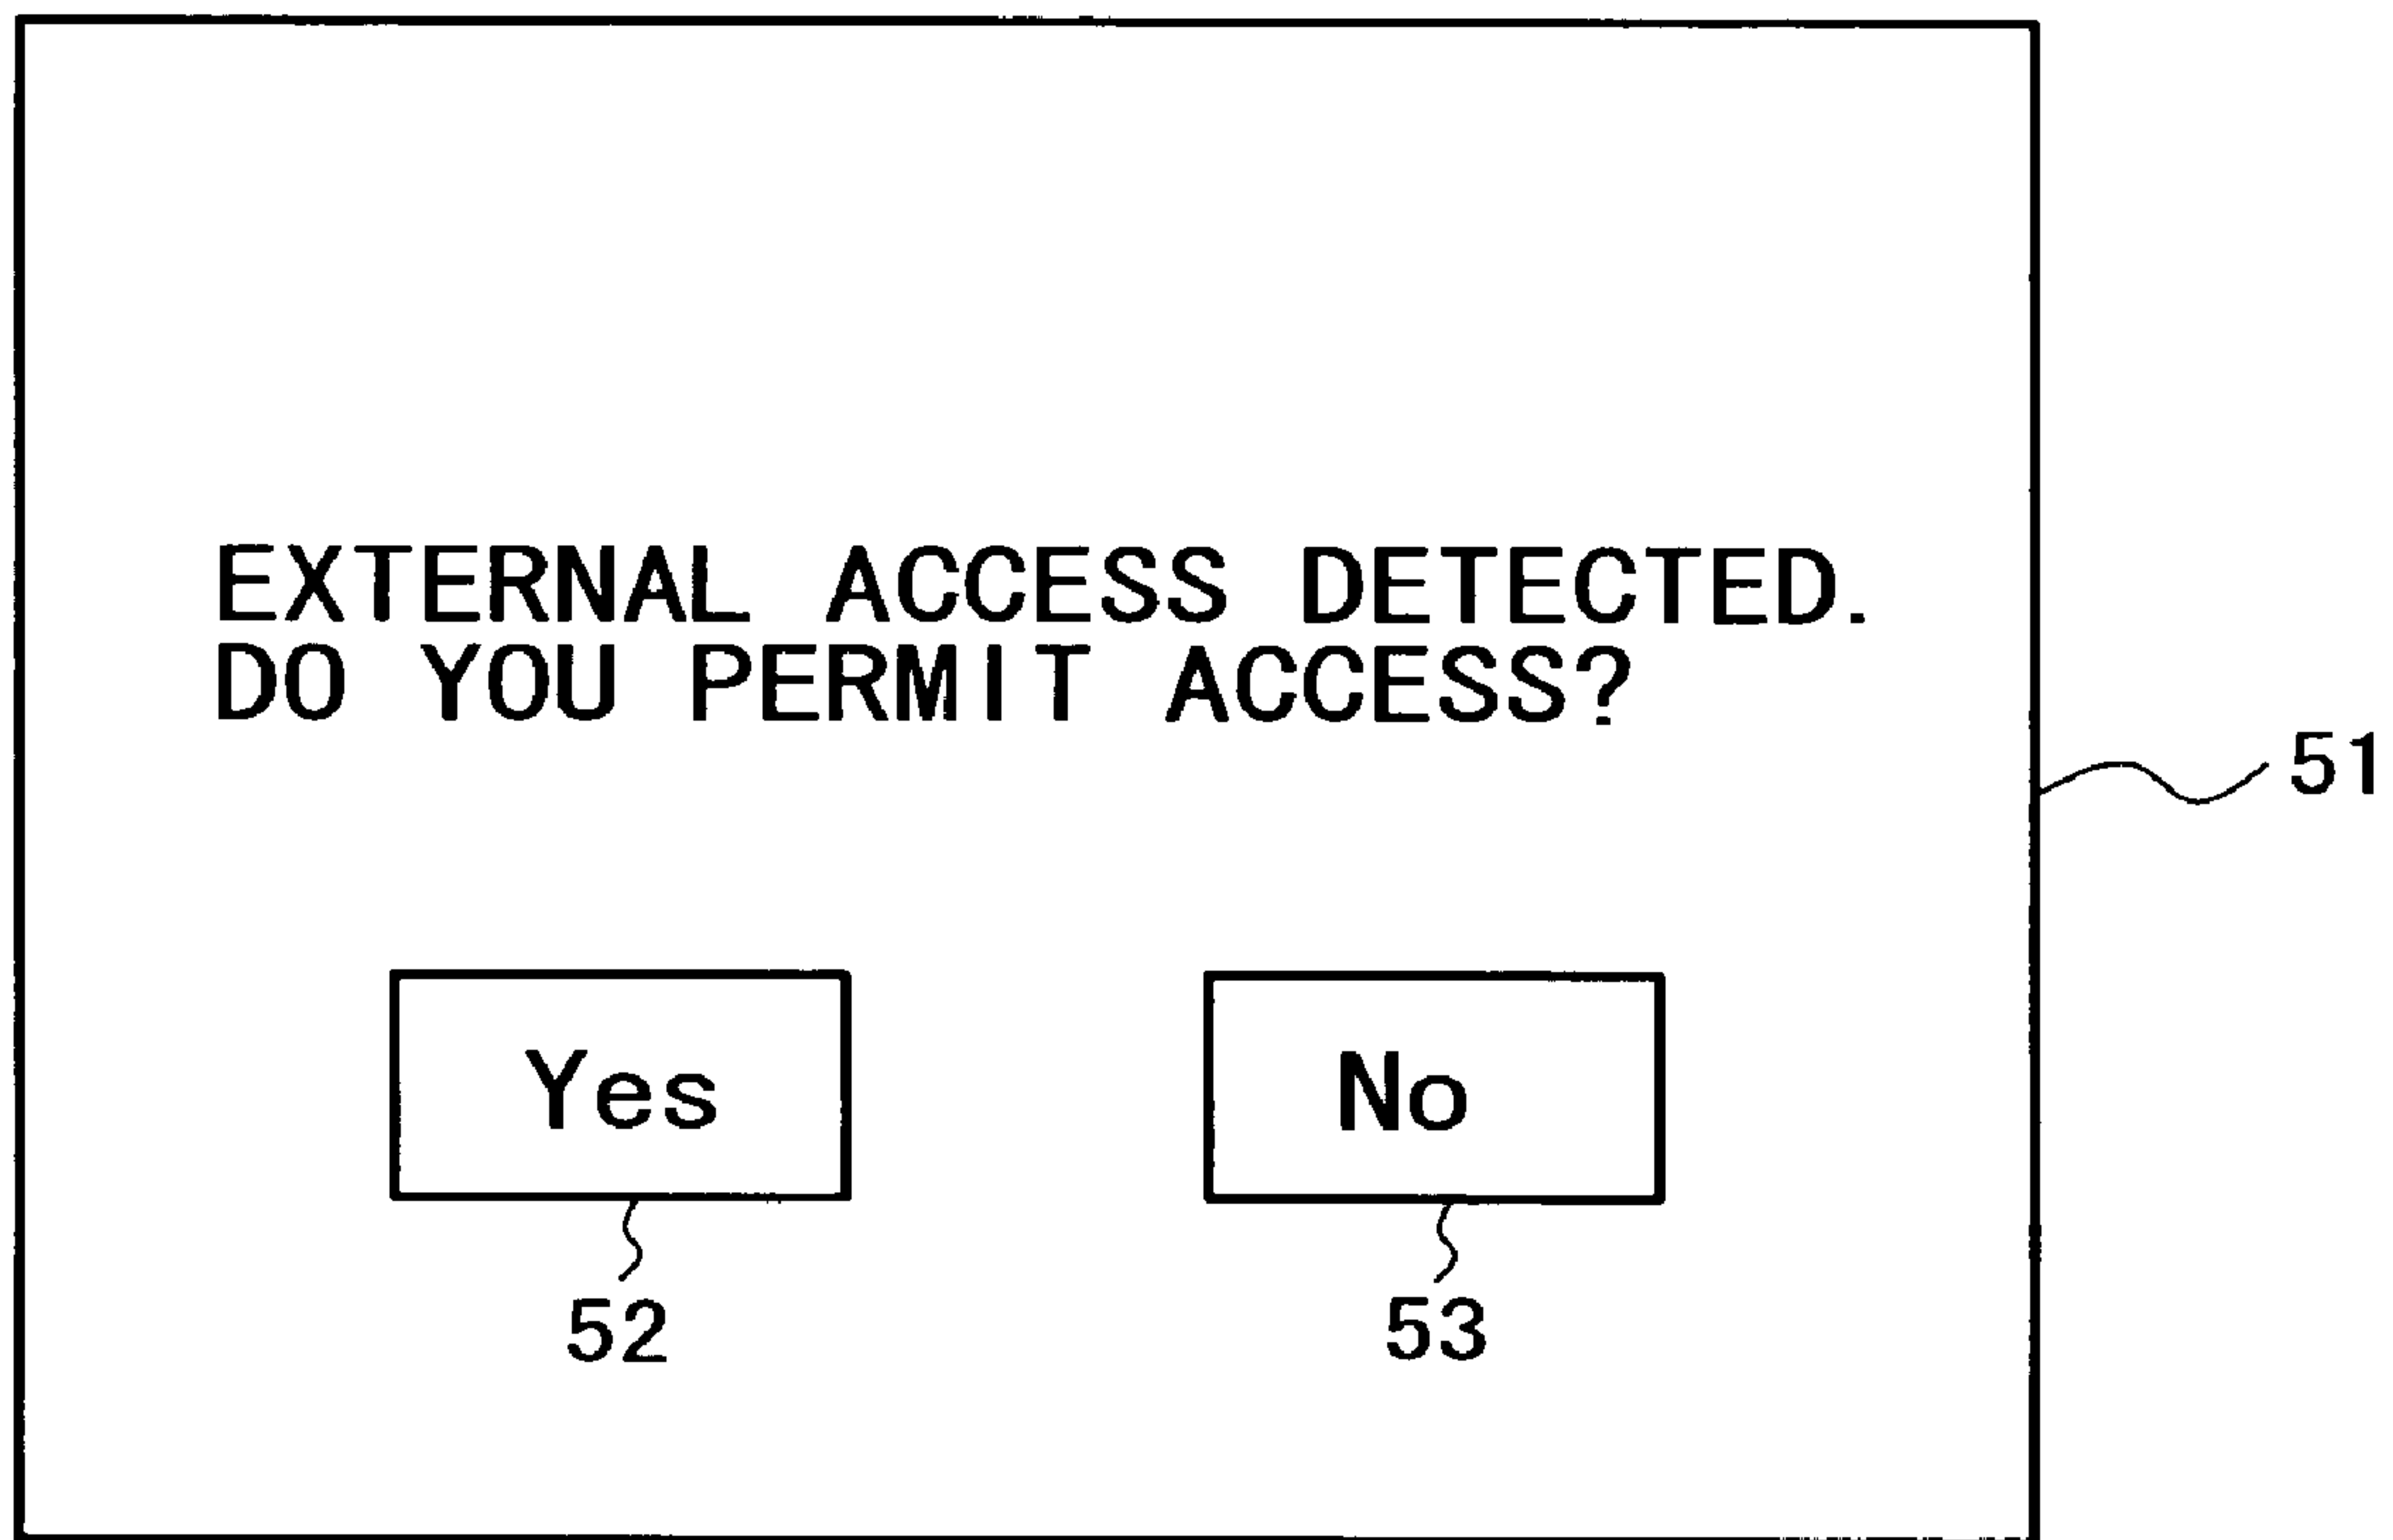 EXTERNAL ACCESS DETECTED.
DO YOU PERMIT ACCESS?
51
Yes No
52 53